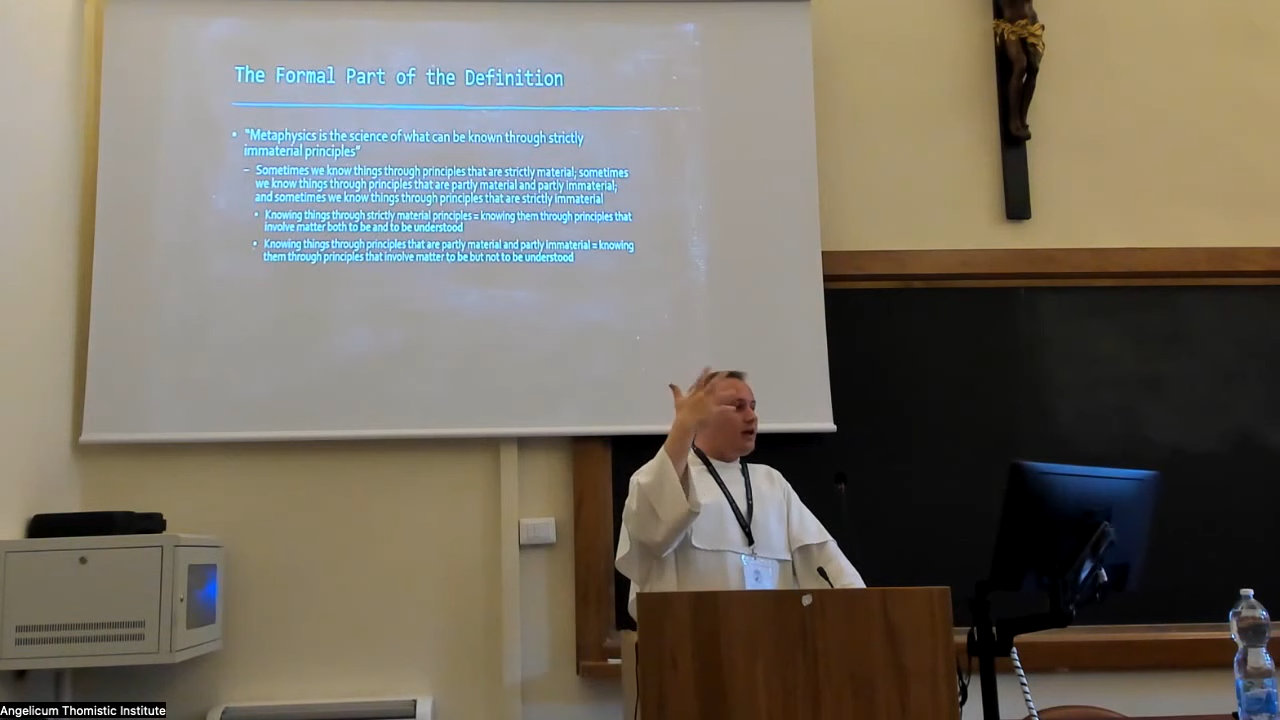 The Formal Part of the Definition
• "Metaphysics is the science of what can be known through strictly
immaterial principles"
– Sometimes we know things through principles that are strictly material; sometimes
we know things through principles that are partly material and partly immaterial;
and sometimes we know things through principles that are strictly immaterial
• Knowing things through strictly material principles = knowing them through principles that
involve matter both to be and to be understood
• Knowing things through principles that are partly material and partly immaterial = knowing
them through principles that involve matter to be but not to be understood
Angelicum Thomistic Institute